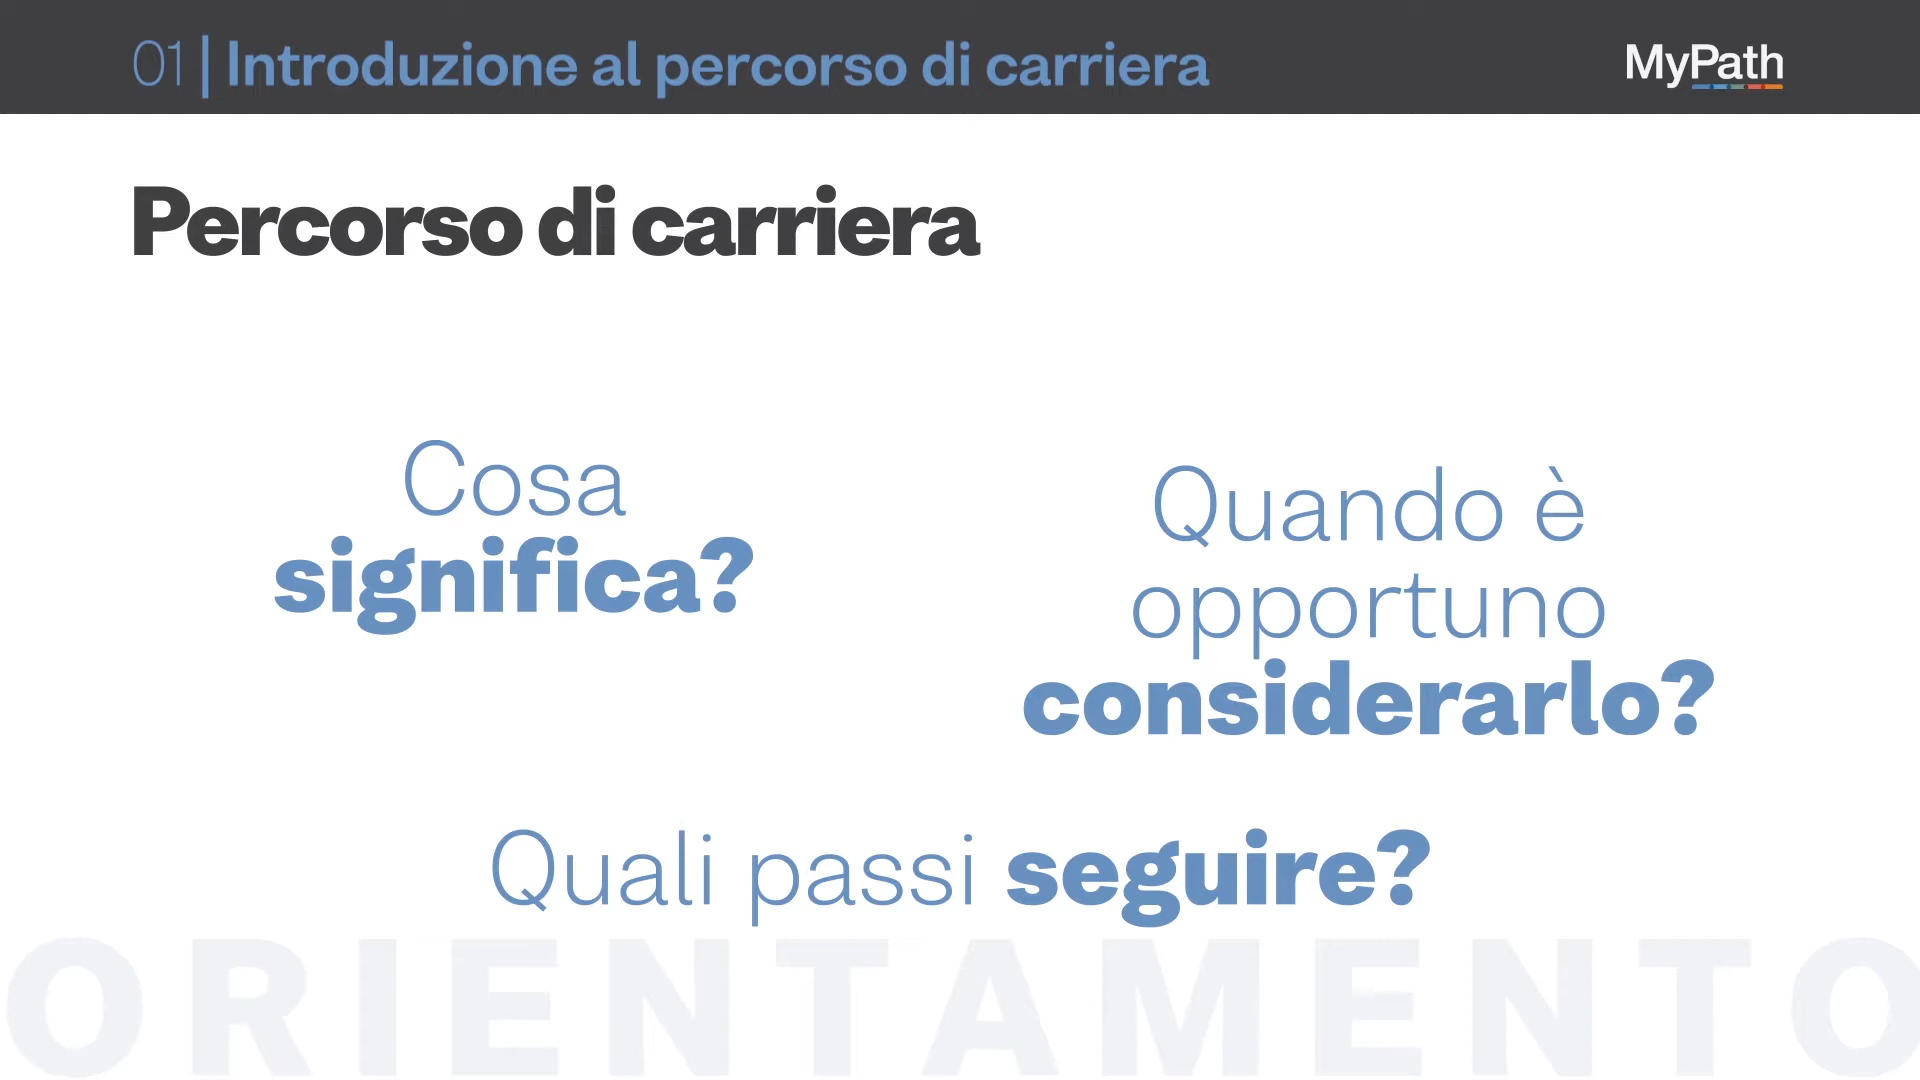 01 | Introduzione al percorso di carriera
MyPath
Percorso di carriera
Cosa
significa?
Quando è
opportuno
considerarlo?
Quali passi seguire?
ORIENTAMENTO